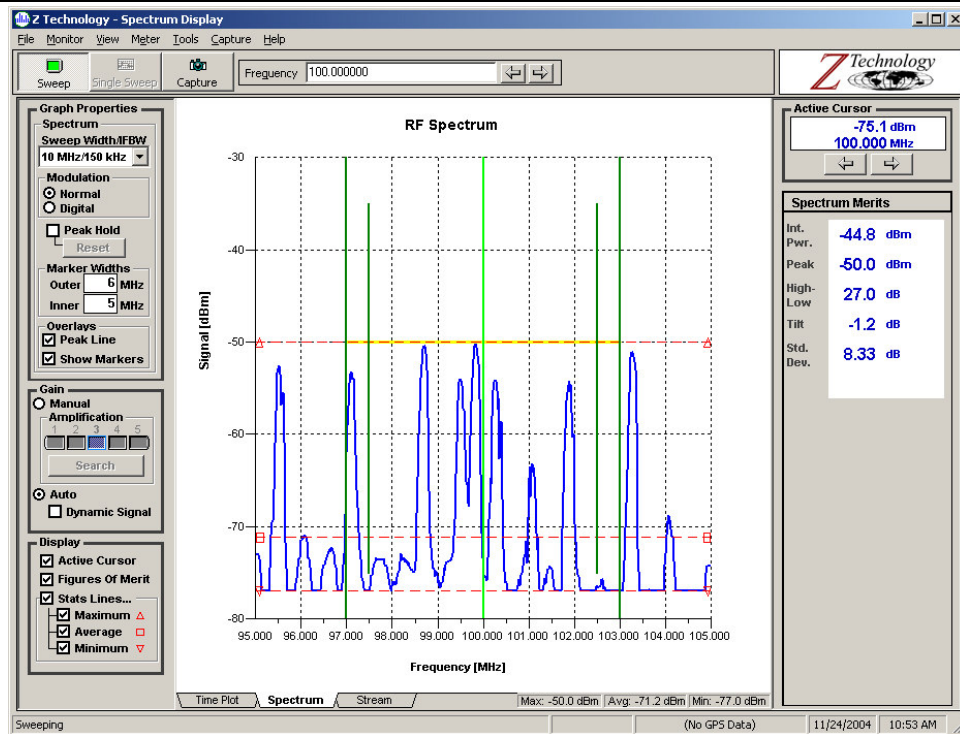 Z Technology - Spectrum Display
File Monitor View Meter Tools Capture Help
Sweep
Single Sweep
Capture
Frequency 100.000000
Z Technology
Graph Properties
Spectrum
Sweep Width/IFBW
10 MHz/150 kHz
Modulation
Normal
Digital
Peak Hold
Reset
Marker Widths
Outer 6 MHz
Inner 5 MHz
Overlays
Peak Line
Show Markers
Gain
Manual
Amplification
1 2 3 4 5
Search
Auto
Dynamic Signal
Display
Active Cursor
Figures Of Merit
Stats Lines...
Maximum
Average
Minimum
RF Spectrum
Signal [dBm]
-30
-40
-50
-60
-70
-80
95.000 96.000 97.000 98.000 99.000 100.000 101.000 102.000 103.000 104.000 105.000
Frequency [MHz]
Time Plot Spectrum Stream
Max: -50.0 dBm Avg: -71.2 dBm Min: -77.0 dBm
Active Cursor
-75.1 dBm
100.000 MHz
Spectrum Merits
Int. Pwr. -44.8 dBm
Peak -50.0 dBm
High-Low 27.0 dB
Tilt -1.2 dB
Std. Dev. 8.33 dB
Sweeping
(No GPS Data)
11/24/2004
10:53 AM